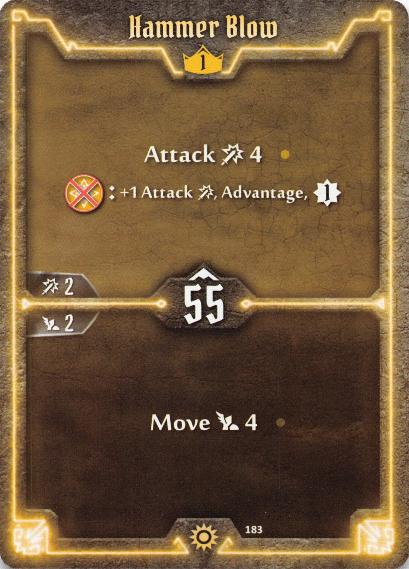 Hammer Blow
1
Attack 4
: +1 Attack , Advantage, 1
2
55
2
Move 4
183